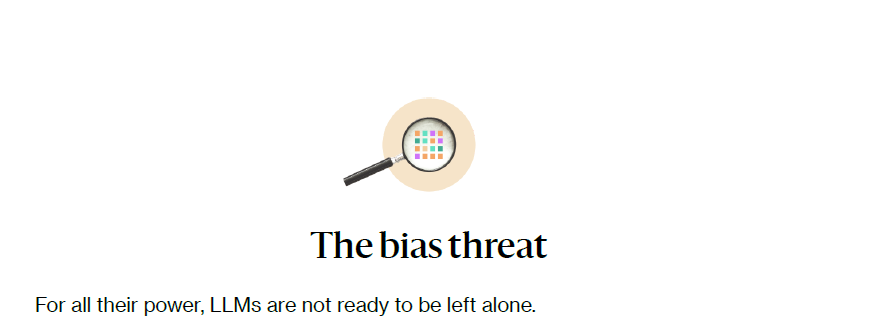 The bias threat
For all their power, LLMs are not ready to be left alone.